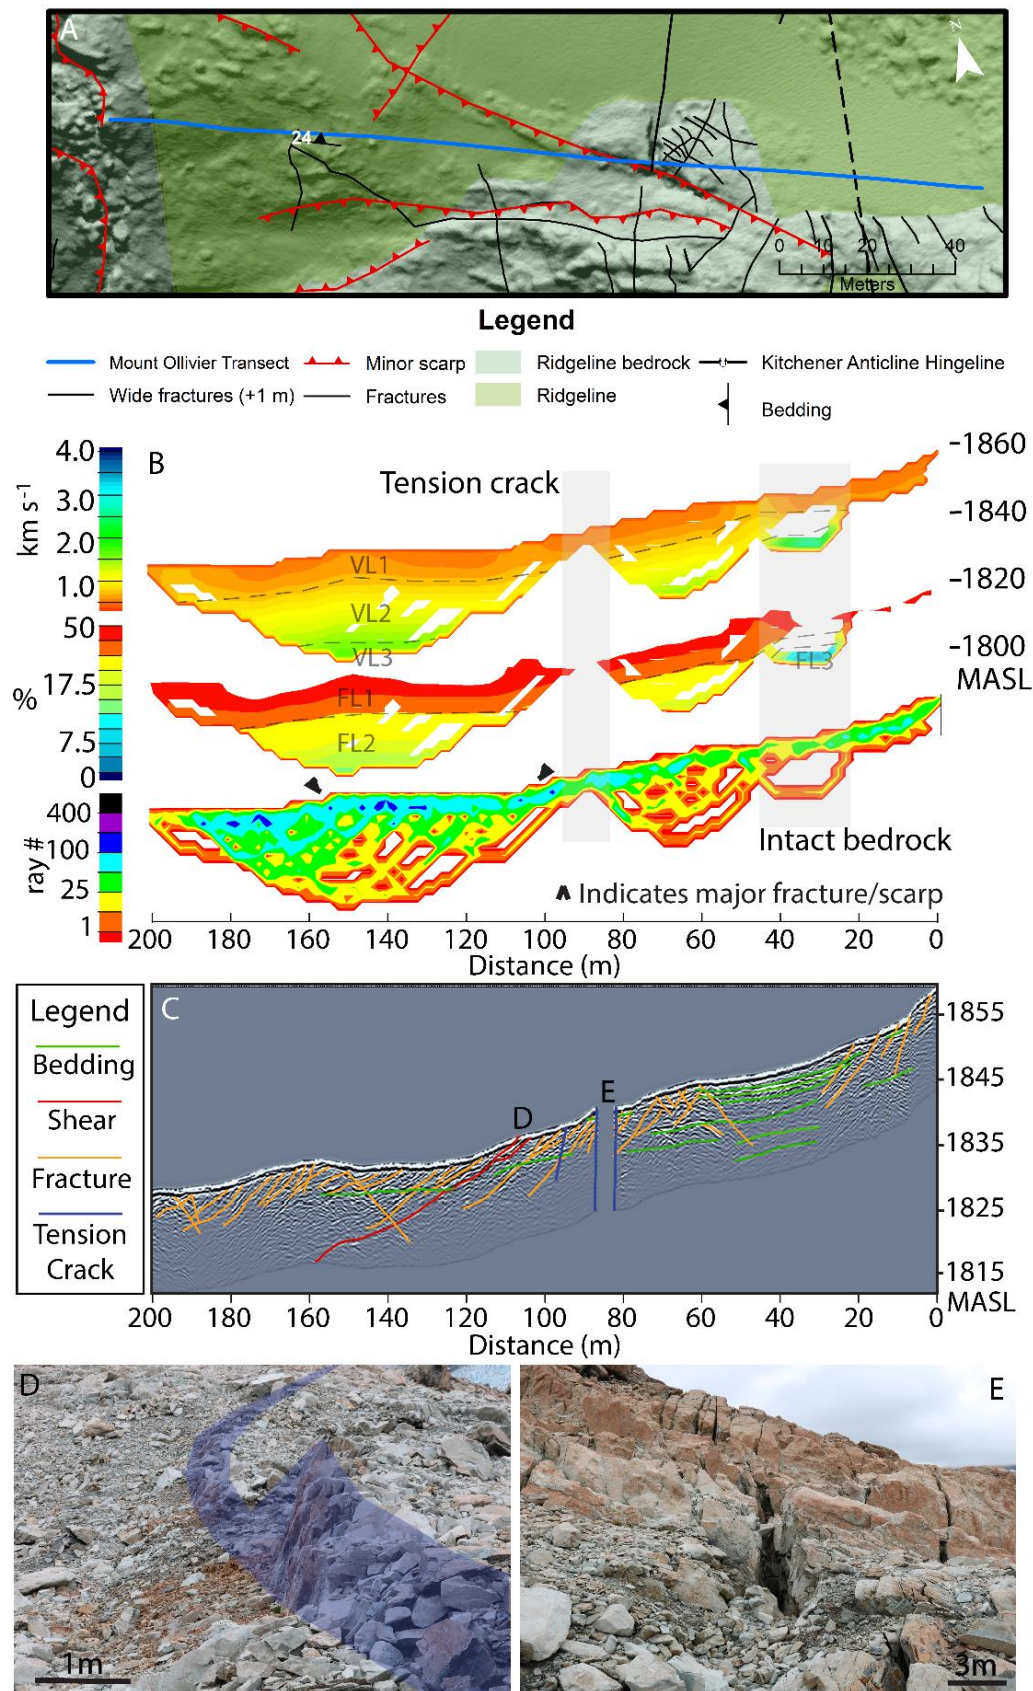 A
N
24
0 10 20 40
Meters
Legend
Mount Ollivier Transect Minor scarp Ridgeline bedrock Kitchener Anticline Hingeline
Wide fractures (+1 m) Fractures Ridgeline Bedding
B
4.0
3.0
2.0
1.0
km s⁻¹
50
17.5
7.5
0
%
400
100
25
1
ray #
Tension crack
VL1
VL2
VL3
FL1
FL2
FL3
-1860
-1840
-1820
-1800
MASL
Intact bedrock
Indicates major fracture/scarp
200 180 160 140 120 100 80 60 40 20 0
Distance (m)
Legend
Bedding
Shear
Fracture
Tension
Crack
C
D
E
-1855
-1845
-1835
-1825
-1815
MASL
200 180 160 140 120 100 80 60 40 20 0
Distance (m)
D
1m
E
3m